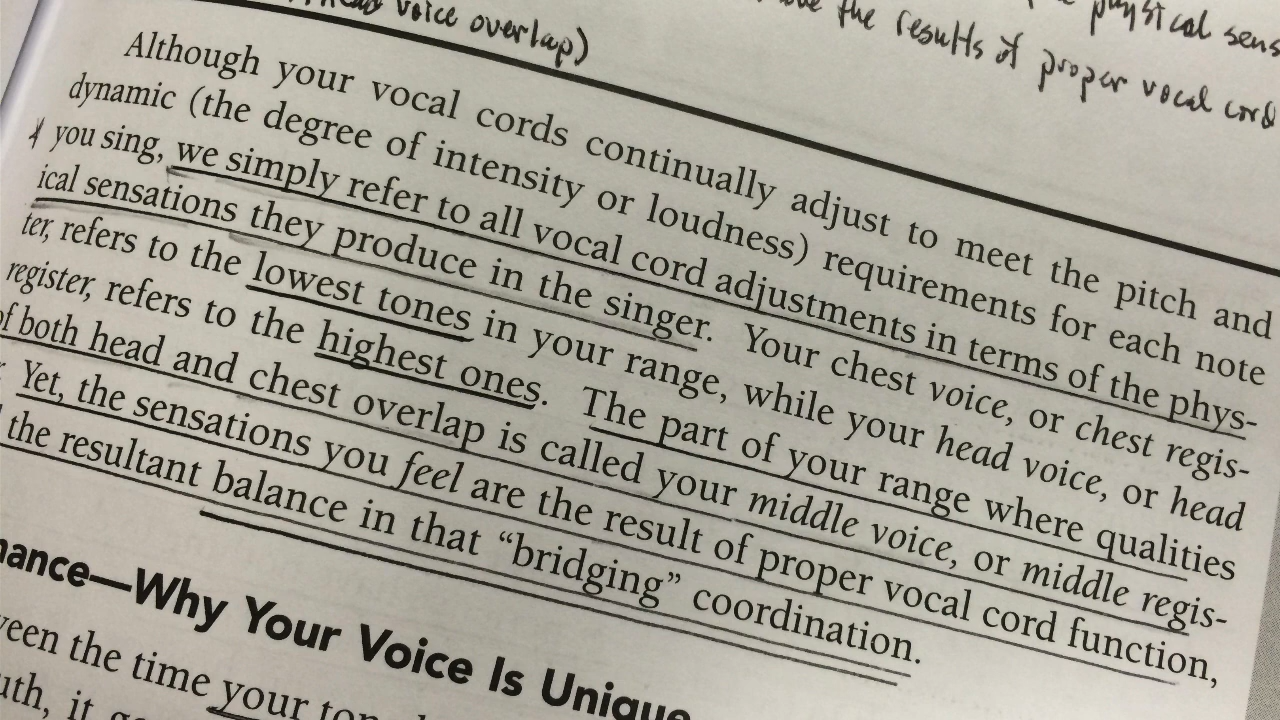 physical sens
voice overlap)
the results of proper vocal cord
Although your vocal cords continually adjust to meet the pitch and
dynamic (the degree of intensity or loudness) requirements for each note
you sing, we simply refer to all vocal cord adjustments in terms of the phys-
ical sensations they produce in the singer. Your chest voice, or chest regis-
ter, refers to the lowest tones in your range, while your head voice, or head
register, refers to the highest ones. The part of your range where qualities
of both head and chest overlap is called your middle voice, or middle regis-
Yet, the sensations you feel are the result of proper vocal cord function,
the resultant balance in that “bridging” coordination.
nance—Why Your Voice Is Unique
the time your
it